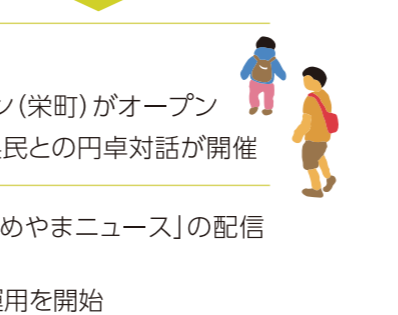 ン(栄町)がオープン
民との円卓対話が開催
めやまニュース」の配信
運用を開始